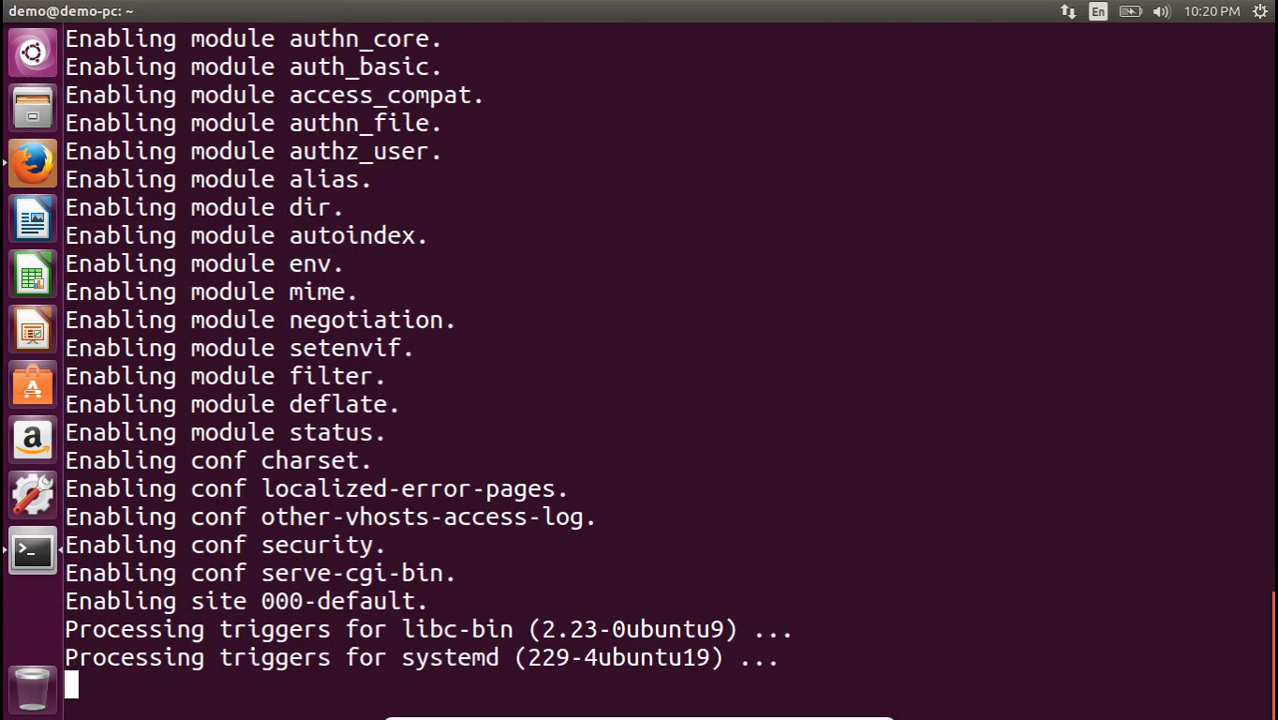 demo@demo-pc: ~
En
10:20 PM
Enabling module authn_core.
Enabling module auth_basic.
Enabling module access_compat.
Enabling module authn_file.
Enabling module authz_user.
Enabling module alias.
Enabling module dir.
Enabling module autoindex.
Enabling module env.
Enabling module mime.
Enabling module negotiation.
Enabling module setenvif.
Enabling module filter.
Enabling module deflate.
Enabling module status.
Enabling conf charset.
Enabling conf localized-error-pages.
Enabling conf other-vhosts-access-log.
Enabling conf security.
Enabling conf serve-cgi-bin.
Enabling site 000-default.
Processing triggers for libc-bin (2.23-0ubuntu9) ...
Processing triggers for systemd (229-4ubuntu19) ...